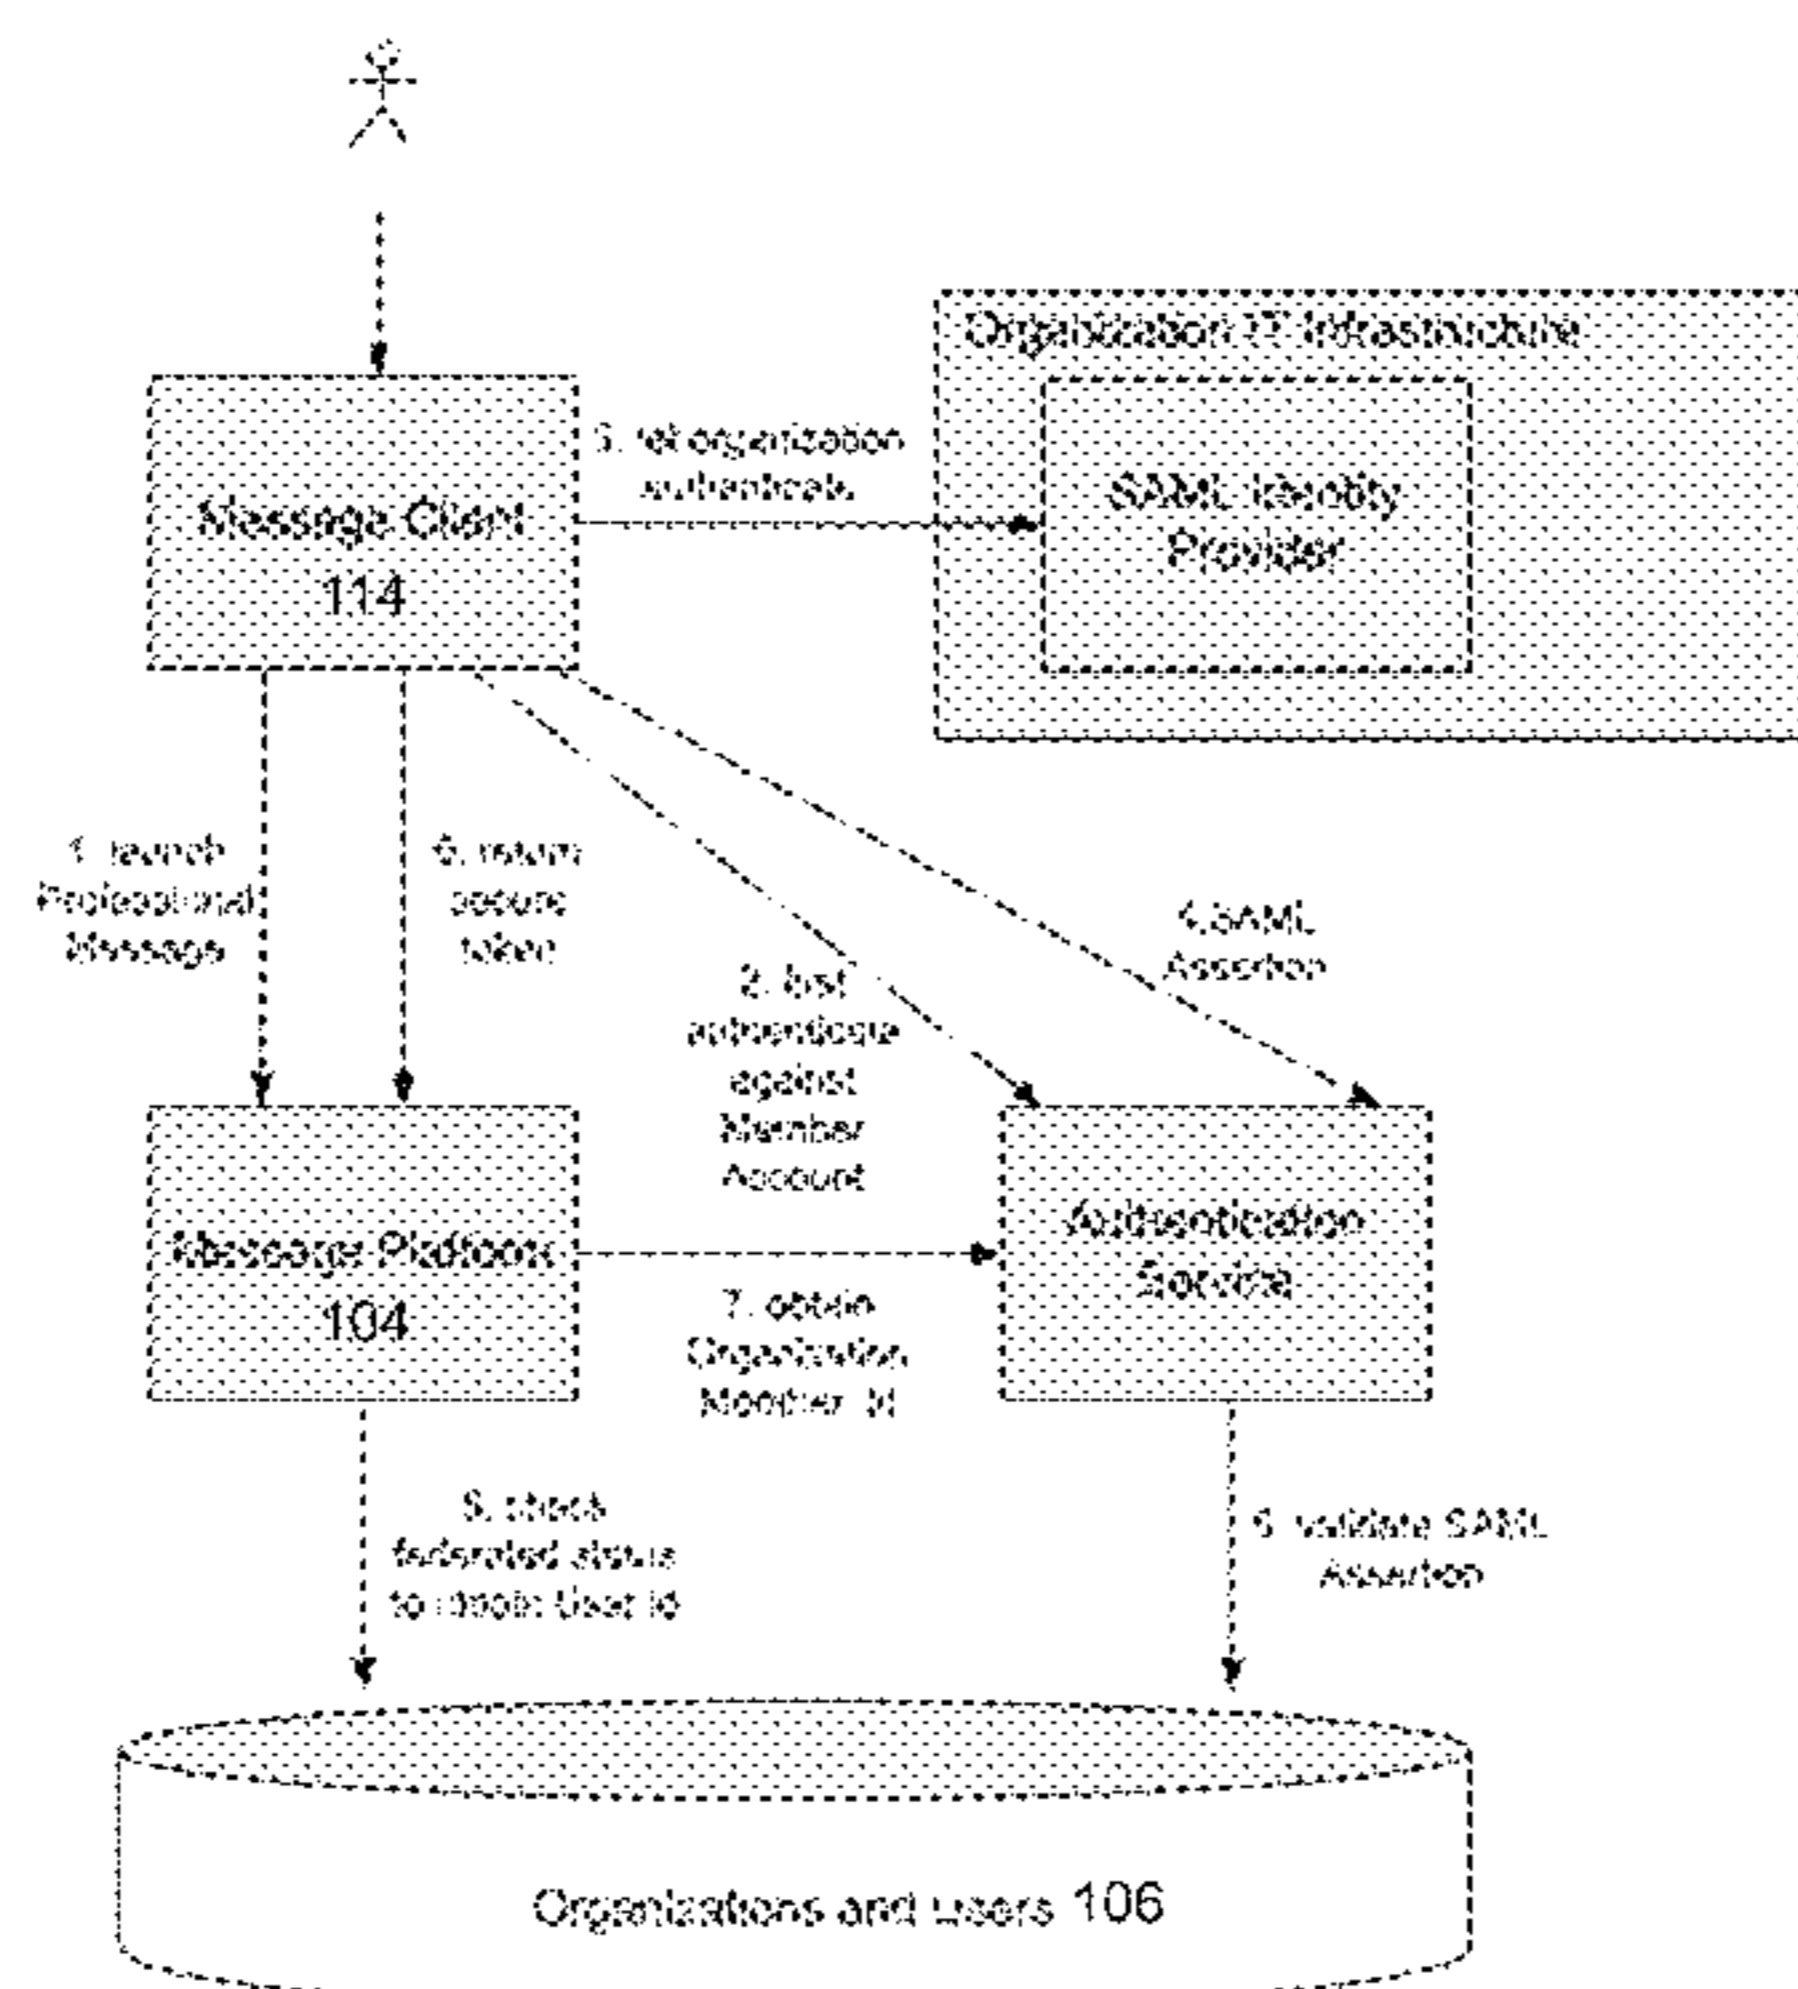 Organization IT Infrastructure
Message Client
114
3. let organization
authenticate
SAML Identity
Provider
1. launch
Professional
Message
6. return
secure
token
2. first
authenticate
against
Member
Account
4. SAML
Assertion
Message Platform
104
Authentication
Service
7. obtain
Organization
Member Id
8. check
federated status
to obtain User Id
5. validate SAML
Assertion
Organizations and users 106